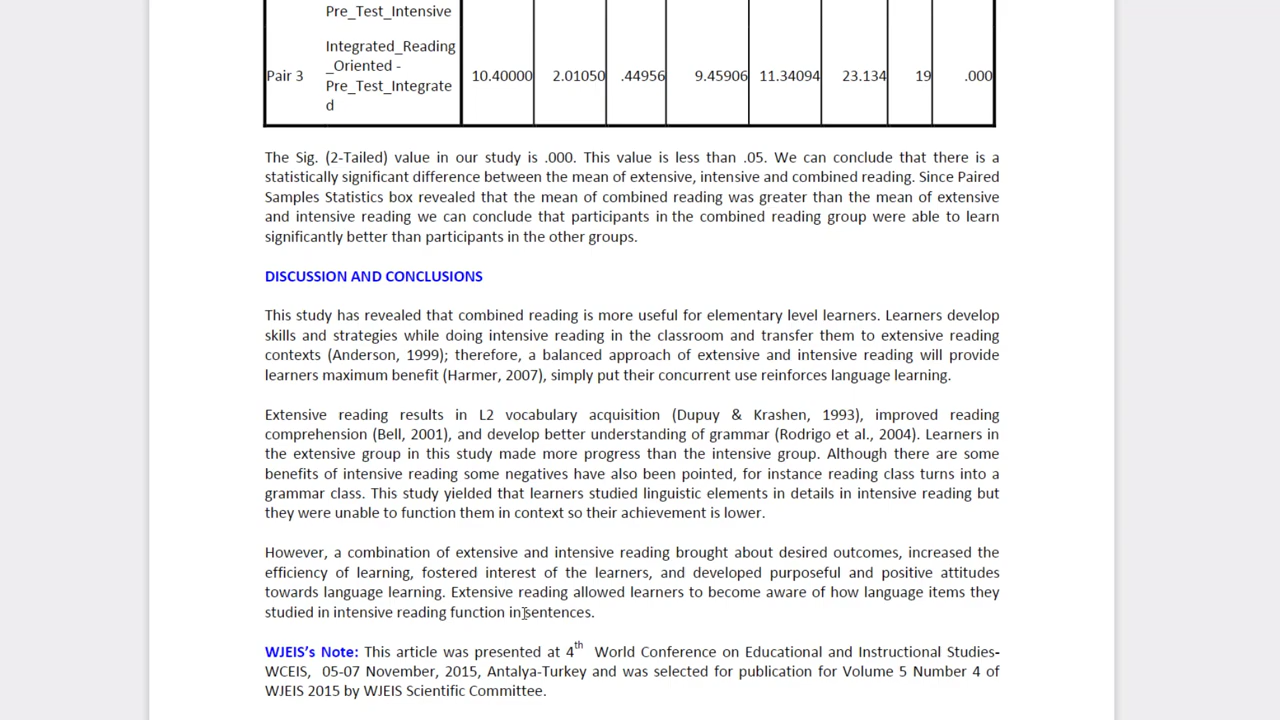 Pre_Test_Intensive
Integrated_Reading
_Oriented -
Pre_Test_Integrate
d
Pair 3 10.40000 2.01050 .44956 9.45906 11.34094 23.134 19 .000
The Sig. (2-Tailed) value in our study is .000. This value is less than .05. We can conclude that there is a
statistically significant difference between the mean of extensive, intensive and combined reading. Since Paired
Samples Statistics box revealed that the mean of combined reading was greater than the mean of extensive
and intensive reading we can conclude that participants in the combined reading group were able to learn
significantly better than participants in the other groups.
DISCUSSION AND CONCLUSIONS
This study has revealed that combined reading is more useful for elementary level learners. Learners develop
skills and strategies while doing intensive reading in the classroom and transfer them to extensive reading
contexts (Anderson, 1999); therefore, a balanced approach of extensive and intensive reading will provide
learners maximum benefit (Harmer, 2007), simply put their concurrent use reinforces language learning.
Extensive reading results in L2 vocabulary acquisition (Dupuy & Krashen, 1993), improved reading
comprehension (Bell, 2001), and develop better understanding of grammar (Rodrigo et al., 2004). Learners in
the extensive group in this study made more progress than the intensive group. Although there are some
benefits of intensive reading some negatives have also been pointed, for instance reading class turns into a
grammar class. This study yielded that learners studied linguistic elements in details in intensive reading but
they were unable to function them in context so their achievement is lower.
However, a combination of extensive and intensive reading brought about desired outcomes, increased the
efficiency of learning, fostered interest of the learners, and developed purposeful and positive attitudes
towards language learning. Extensive reading allowed learners to become aware of how language items they
studied in intensive reading function in sentences.
WJEIS's Note: This article was presented at 4th World Conference on Educational and Instructional Studies-
WCEIS, 05-07 November, 2015, Antalya-Turkey and was selected for publication for Volume 5 Number 4 of
WJEIS 2015 by WJEIS Scientific Committee.